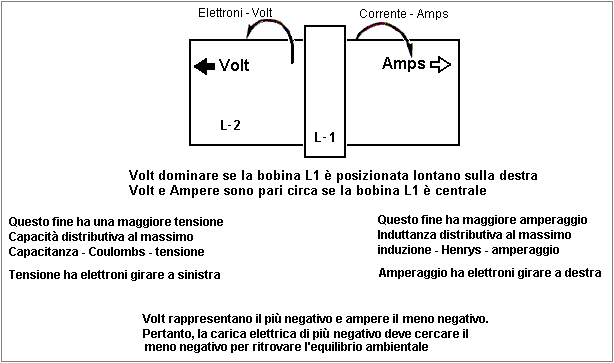 Elettroni - Volt
Corrente - Amps
Volt
Amps
L-2
L-1
Volt dominare se la bobina L1 è posizionata lontano sulla destra
Volt e Ampere sono pari circa se la bobina L1 è centrale
Questo fine ha una maggiore tensione
Capacità distributiva al massimo
Capacitanza - Coulombs - tensione
Tensione ha elettroni girare a sinistra
Questo fine ha maggiore amperaggio
Induttanza distributiva al massimo
induzione - Henrys - amperaggio
Amperaggio ha elettroni girare a destra
Volt rappresentano il più negativo e ampere il meno negativo.
Pertanto, la carica elettrica di più negativo deve cercare il
meno negativo per ritrovare l'equilibrio ambientale